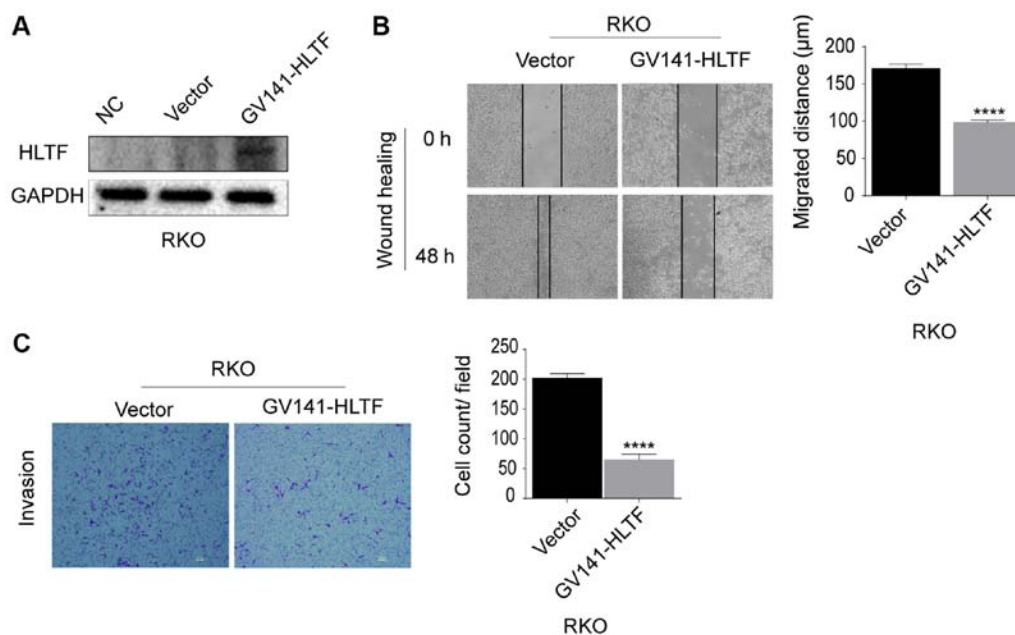 A
NC
Vector
GV141-HLTF
HLTF
GAPDH
RKO
B
RKO
Vector
GV141-HLTF
Wound healing
0 h
48 h
Migrated distance (μm)
200
150
100
50
0
****
Vector
GV141-HLTF
RKO
C
RKO
Vector
GV141-HLTF
Invasion
Cell count/ field
250
200
150
100
50
0
****
Vector
GV141-HLTF
RKO